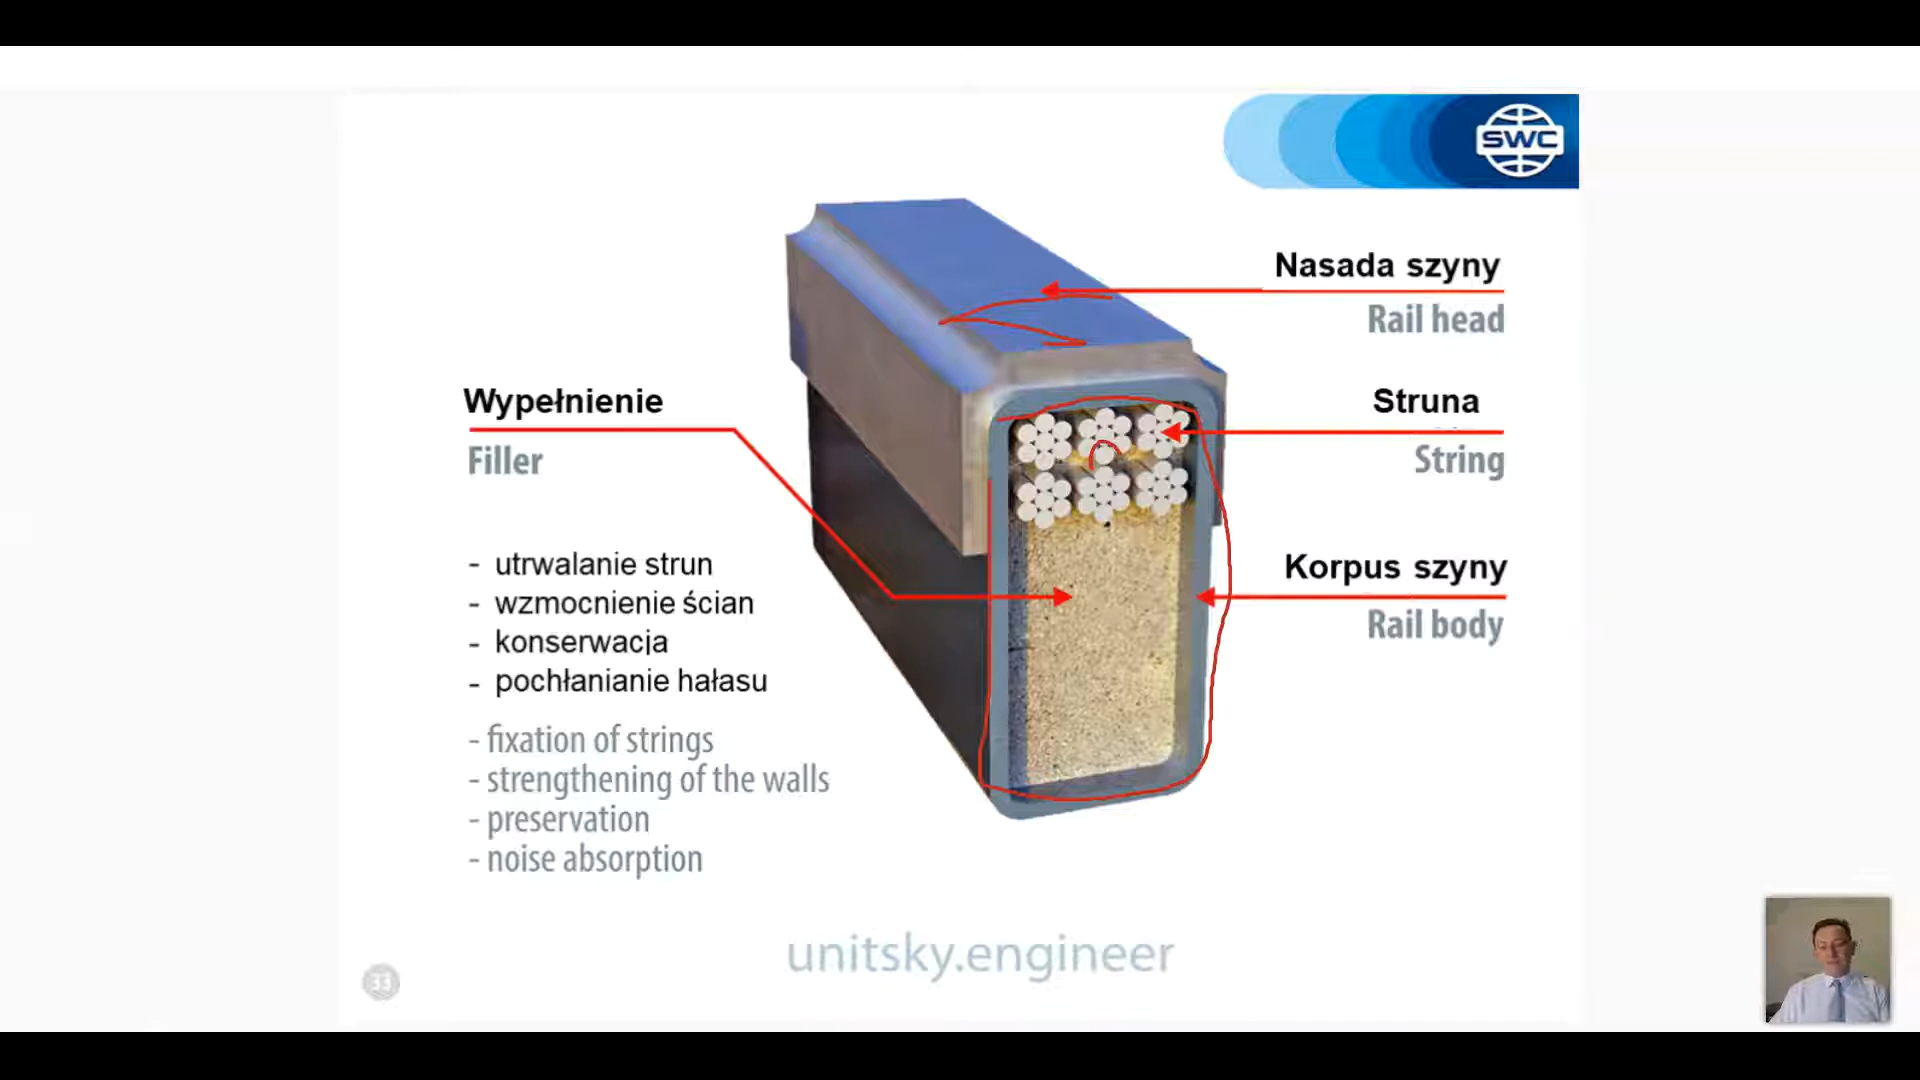 SWC
Nasada szyny
Rail head
Wypełnienie
Filler
Struna
String
- utrwalanie strun
- wzmocnienie ścian
- konserwacja
- pochłanianie hałasu
Korpus szyny
Rail body
- fixation of strings
- strengthening of the walls
- preservation
- noise absorption
unitsky.engineer
33